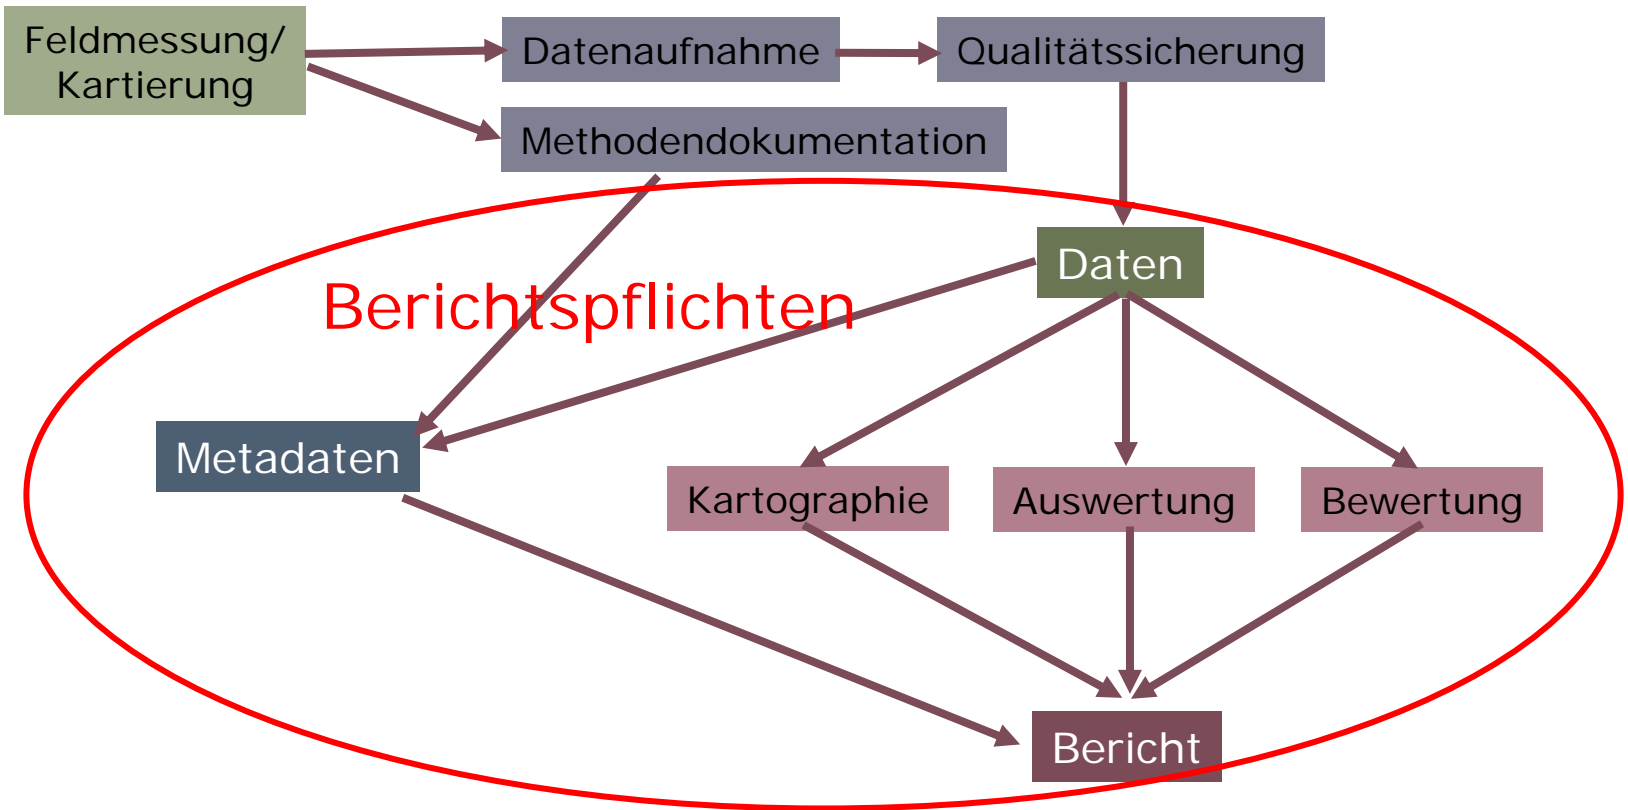 Feldmessung/
Kartierung
Datenaufnahme
Qualitätssicherung
Methodendokumentation
Daten
Berichtspflichten
Metadaten
Kartographie
Auswertung
Bewertung
Bericht